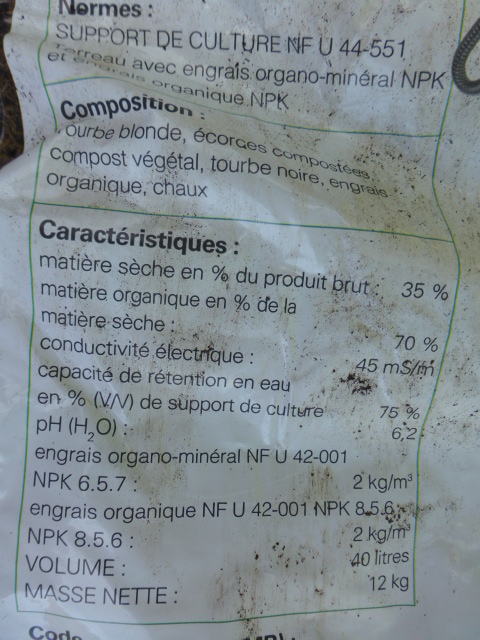 Normes :
SUPPORT DE CULTURE NF U 44-551
Terreau avec engrais organo-minéral NPK
et engrais organique NPK
Composition :
Tourbe blonde, écorces compostées,
compost végétal, tourbe noire, engrais
organique, chaux
Caractéristiques :
matière sèche en % du produit brut : 35 %
matière organique en % de la
matière sèche : 70 %
conductivité électrique : 45 mS/m
capacité de rétention en eau
en % (V/V) de support de culture 75 %
pH (H₂O) : 6,2
engrais organo-minéral NF U 42-001
NPK 6.5.7 : 2 kg/m³
engrais organique NF U 42-001 NPK 8.5.6
NPK 8.5.6 : 2 kg/m³
VOLUME : 40 litres
MASSE NETTE : 12 kg
Code